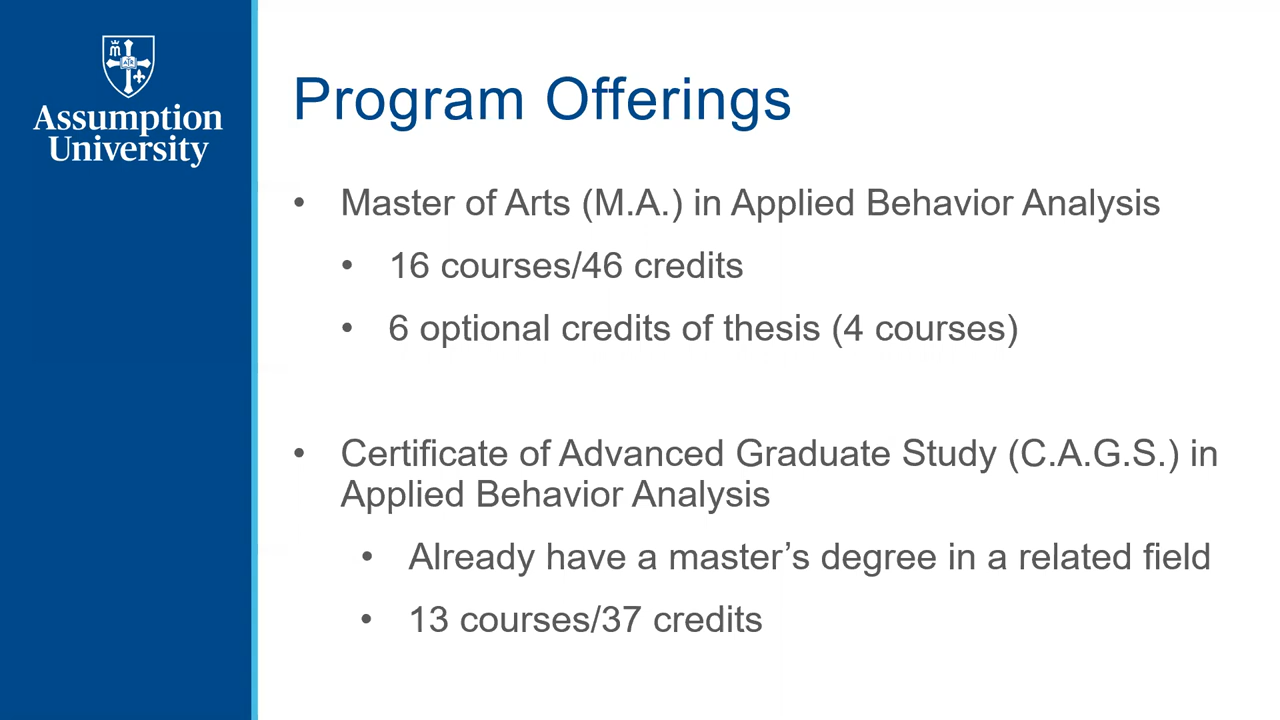 Assumption
University
Program Offerings
• Master of Arts (M.A.) in Applied Behavior Analysis
• 16 courses/46 credits
• 6 optional credits of thesis (4 courses)
• Certificate of Advanced Graduate Study (C.A.G.S.) in
Applied Behavior Analysis
• Already have a master’s degree in a related field
• 13 courses/37 credits